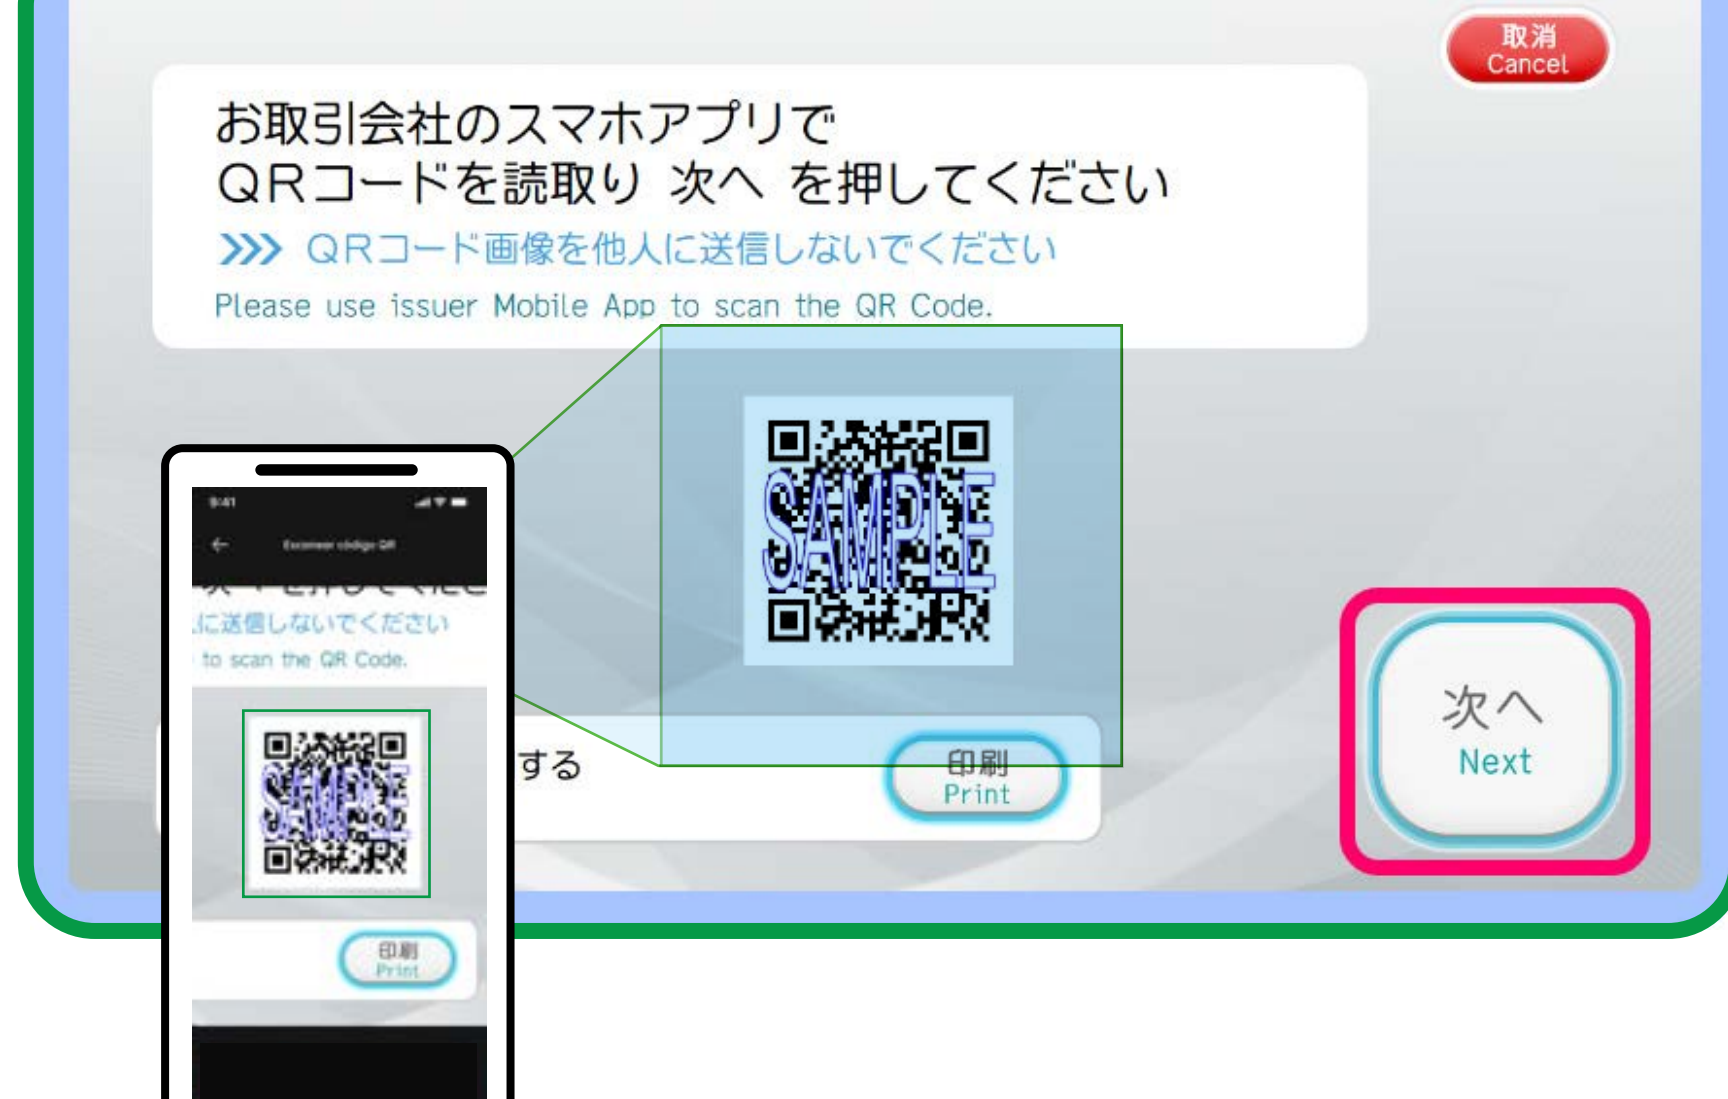 取消
Cancel
お取引会社のスマホアプリで
QRコードを読取り 次へ を押してください
>>> QRコード画像を他人に送信しないでください
Please use issuer Mobile App to scan the QR Code.
SAMPLE
する
印刷
Print
次へ
Next
9:41
Escanear código QR
に送信しないでください
to scan the QR Code.
SAMPLE
印刷
Print